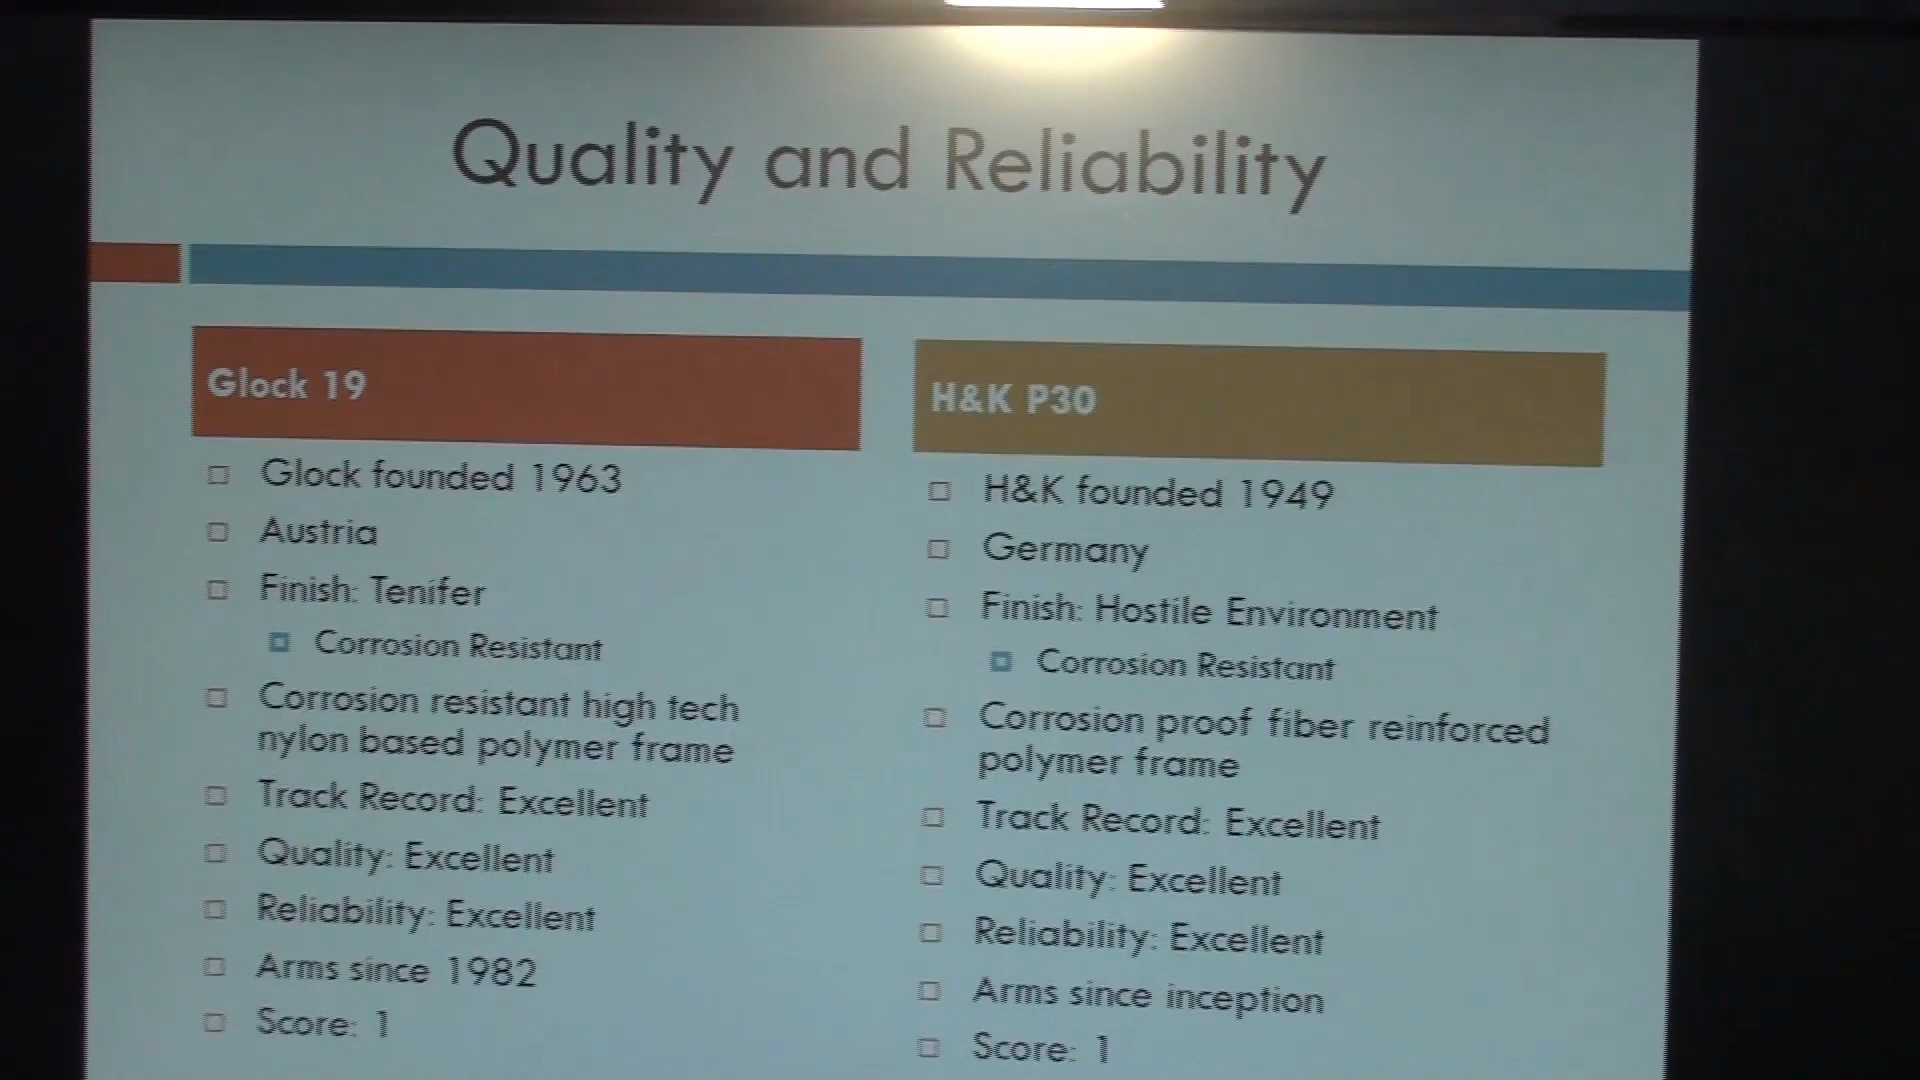 Quality and Reliability
Glock 19
Glock founded 1963
Austria
Finish: Tenifer
Corrosion Resistant
Corrosion resistant high tech
nylon based polymer frame
Track Record: Excellent
Quality: Excellent
Reliability: Excellent
Arms since 1982
Score: 1
H&K P30
H&K founded 1949
Germany
Finish: Hostile Environment
Corrosion Resistant
Corrosion proof fiber reinforced
polymer frame
Track Record: Excellent
Quality: Excellent
Reliability: Excellent
Arms since inception
Score: 1